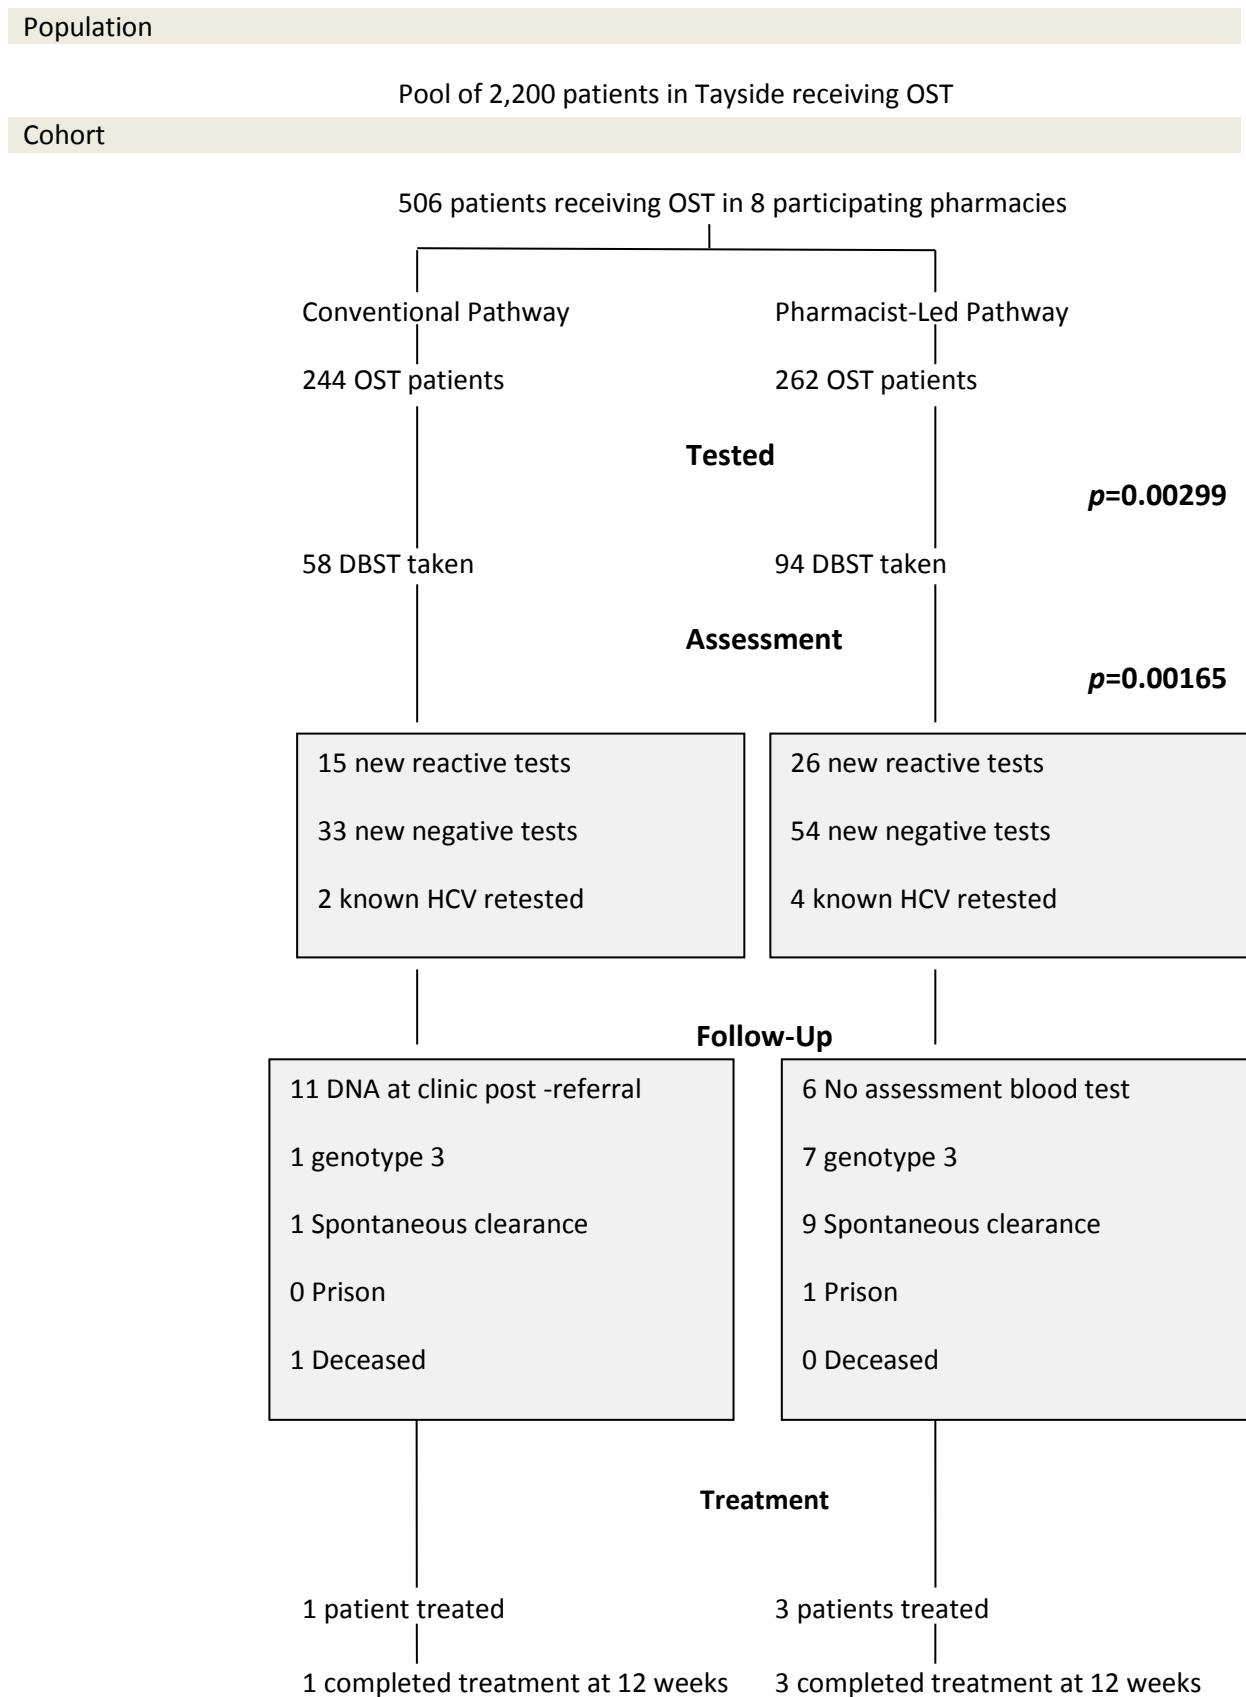 Population
Pool of 2,200 patients in Tayside receiving OST
Cohort
506 patients receiving OST in 8 participating pharmacies
Conventional Pathway
Pharmacist-Led Pathway
244 OST patients
262 OST patients
Tested
p=0.00299
58 DBST taken
94 DBST taken
Assessment
p=0.00165
15 new reactive tests
33 new negative tests
2 known HCV retested
26 new reactive tests
54 new negative tests
4 known HCV retested
Follow-Up
11 DNA at clinic post -referral
1 genotype 3
1 Spontaneous clearance
0 Prison
1 Deceased
6 No assessment blood test
7 genotype 3
9 Spontaneous clearance
1 Prison
0 Deceased
Treatment
1 patient treated
3 patients treated
1 completed treatment at 12 weeks
3 completed treatment at 12 weeks